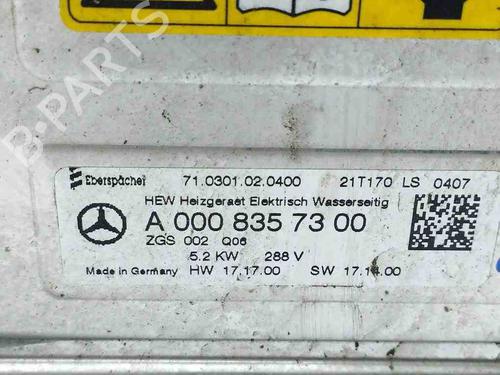 B-PARTS
Eberspächer 71.0301.02.0400 21T170 LS 0407
HEW Heizgeraet Elektrisch Wasserseitig
A 000 835 73 00
ZGS 002 Q06
5.2 KW 288 V
Made in Germany HW 17.17.00 SW 17.14.00